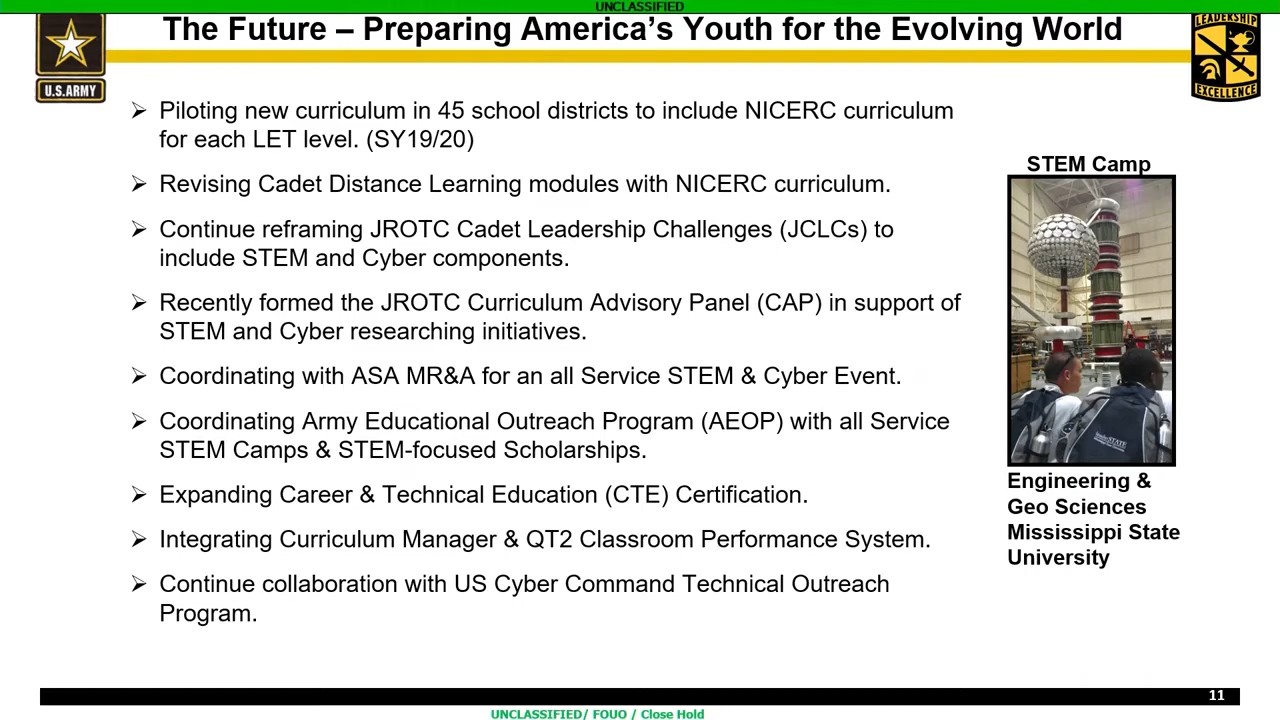 UNCLASSIFIED
The Future – Preparing America's Youth for the Evolving World
U.S.ARMY
LEADERSHIP
EXCELLENCE
Piloting new curriculum in 45 school districts to include NICERC curriculum
for each LET level. (SY19/20)
Revising Cadet Distance Learning modules with NICERC curriculum.
Continue reframing JROTC Cadet Leadership Challenges (JCLCs) to
include STEM and Cyber components.
Recently formed the JROTC Curriculum Advisory Panel (CAP) in support of
STEM and Cyber researching initiatives.
Coordinating with ASA MR&A for an all Service STEM & Cyber Event.
Coordinating Army Educational Outreach Program (AEOP) with all Service
STEM Camps & STEM-focused Scholarships.
Expanding Career & Technical Education (CTE) Certification.
Integrating Curriculum Manager & QT2 Classroom Performance System.
Continue collaboration with US Cyber Command Technical Outreach
Program.
STEM Camp
STATE
Engineering &
Geo Sciences
Mississippi State
University
11
UNCLASSIFIED/ FOUO / Close Hold